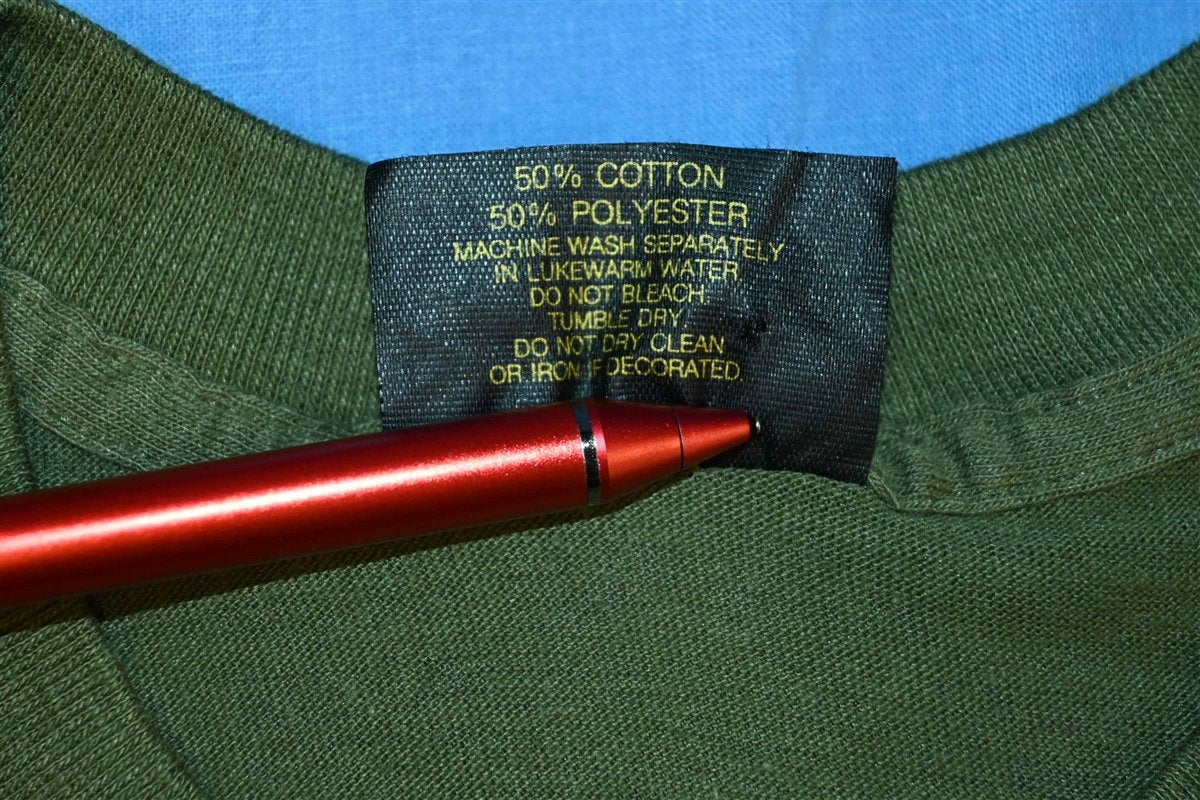 50% COTTON
50% POLYESTER
MACHINE WASH SEPARATELY
IN LUKEWARM WATER.
DO NOT BLEACH.
TUMBLE DRY.
DO NOT DRY CLEAN
OR IRON IF DECORATED.